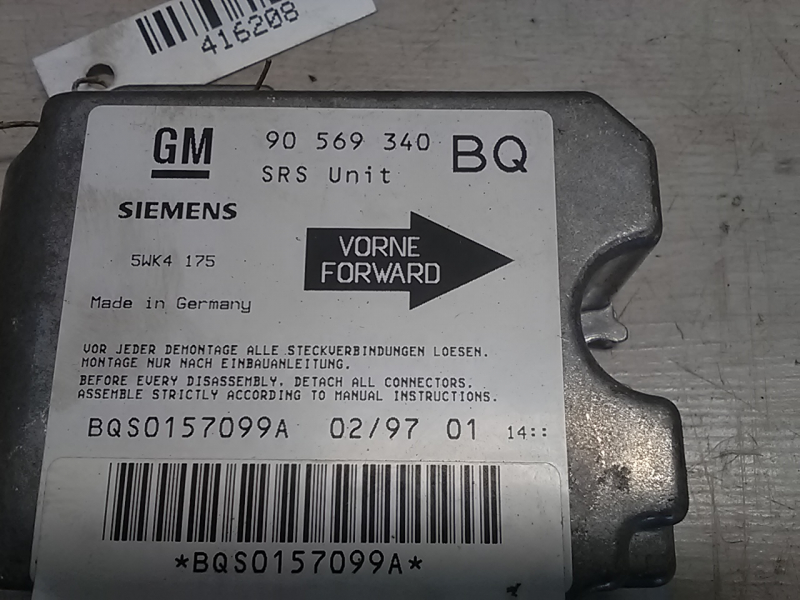 416208
GM
90 569 340 BQ
SRS Unit
SIEMENS
5WK4 175
VORNE
FORWARD
Made in Germany
VOR JEDER DEMONTAGE ALLE STECKVERBINDUNGEN LOESEN.
MONTAGE NUR NACH EINBAUANLEITUNG.
BEFORE EVERY DISASSEMBLY, DETACH ALL CONNECTORS.
ASSEMBLE STRICTLY ACCORDING TO MANUAL INSTRUCTIONS.
BQS0157099A 02/97 01 14::
*BQS0157099A*